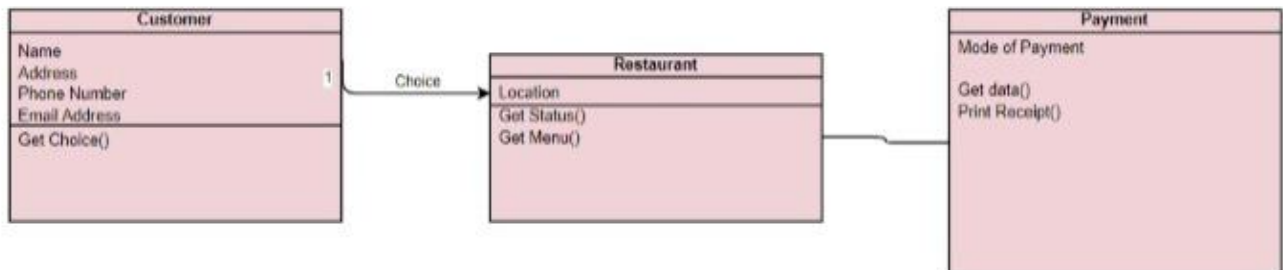 Customer
Name
Address
Phone Number
Email Address
Get Choice()
1
Choice
Restaurant
Location
Get Status()
Get Menu()
Payment
Mode of Payment
Get data()
Print Receipt()